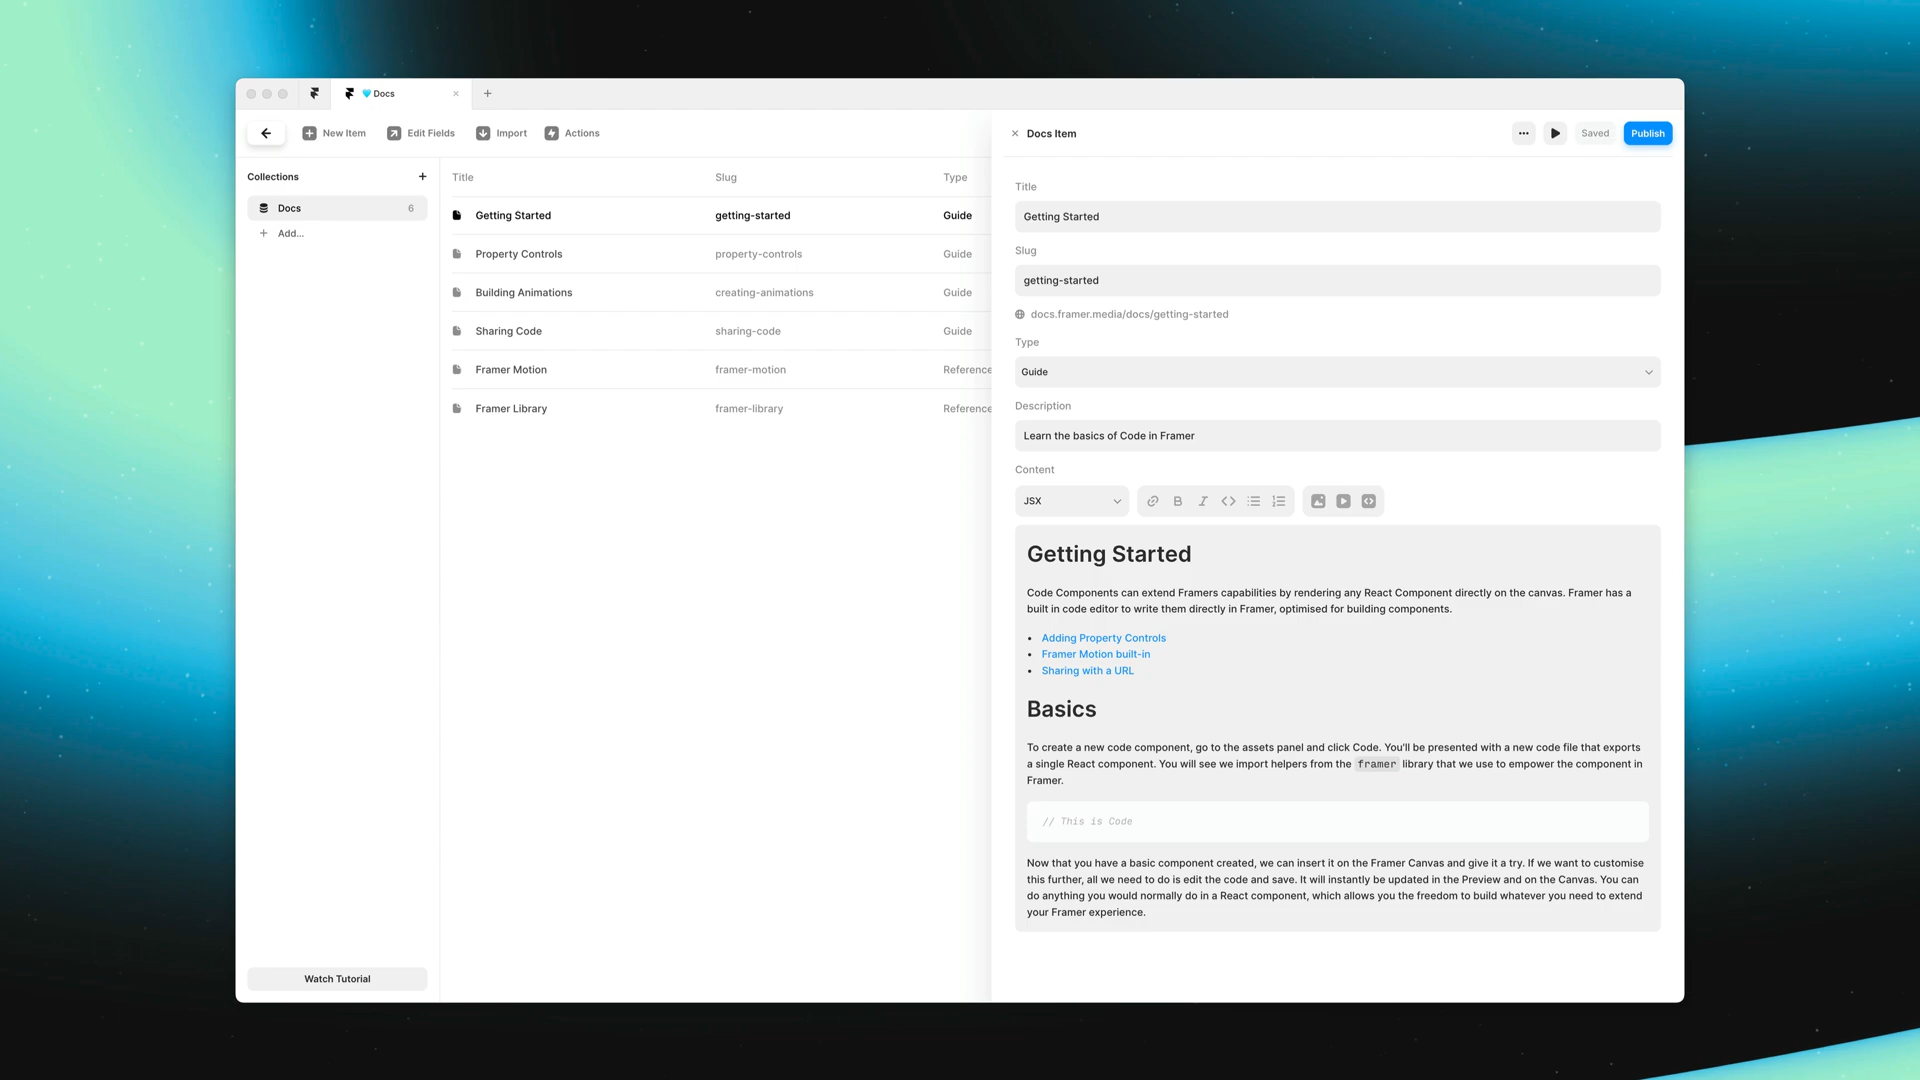 Docs
New Item
Edit Fields
Import
Actions
Collections
Docs 6
Add...
Watch Tutorial
Title Slug Type
Getting Started getting-started Guide
Property Controls property-controls Guide
Building Animations creating-animations Guide
Sharing Code sharing-code Guide
Framer Motion framer-motion Reference
Framer Library framer-library Reference
Docs Item
Saved
Publish
Title
Getting Started
Slug
getting-started
docs.framer.media/docs/getting-started
Type
Guide
Description
Learn the basics of Code in Framer
Content
JSX
Getting Started
Code Components can extend Framers capabilities by rendering any React Component directly on the canvas. Framer has a
built in code editor to write them directly in Framer, optimised for building components.
• Adding Property Controls
• Framer Motion built-in
• Sharing with a URL
Basics
To create a new code component, go to the assets panel and click Code. You'll be presented with a new code file that exports
a single React component. You will see we import helpers from the framer library that we use to empower the component in
Framer.
// This is Code
Now that you have a basic component created, we can insert it on the Framer Canvas and give it a try. If we want to customise
this further, all we need to do is edit the code and save. It will instantly be updated in the Preview and on the Canvas. You can
do anything you would normally do in a React component, which allows you the freedom to build whatever you need to extend
your Framer experience.